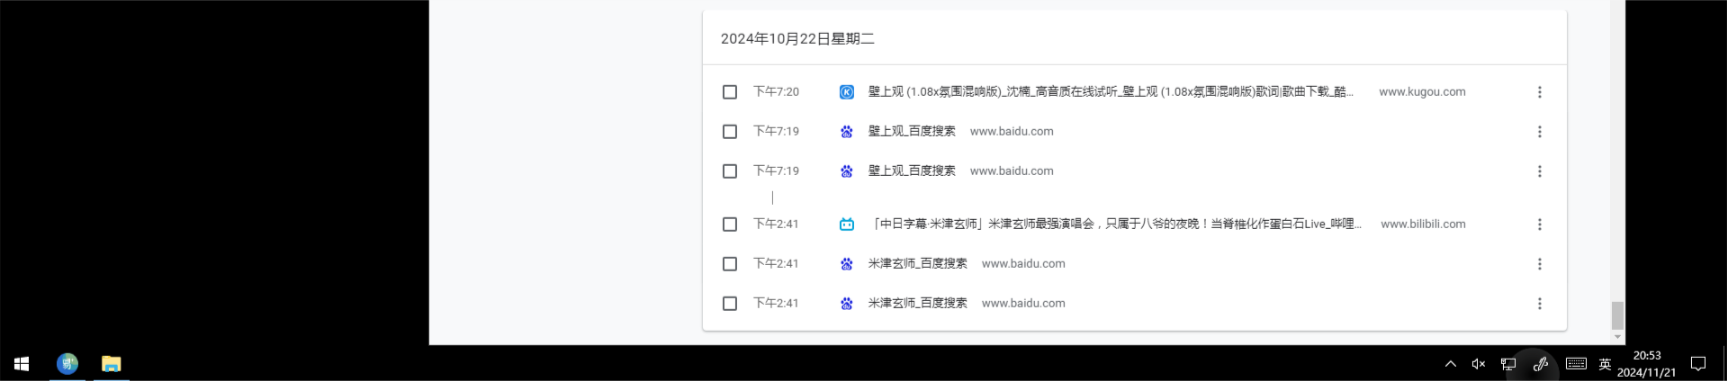 2024年10月22日星期二
下午7:20 壁上观 (1.08x氛围混响版)_沈楠_高音质在线试听_壁上观 (1.08x氛围混响版)歌词|歌曲下载_酷... www.kugou.com
下午7:19 壁上观_百度搜索 www.baidu.com
下午7:19 壁上观_百度搜索 www.baidu.com
下午2:41 「中日字幕·米津玄师」米津玄师最强演唱会，只属于八爷的夜晚！当脊椎化作蛋白石Live_哔哩... www.bilibili.com
下午2:41 米津玄师_百度搜索 www.baidu.com
下午2:41 米津玄师_百度搜索 www.baidu.com
英 20:53
2024/11/21